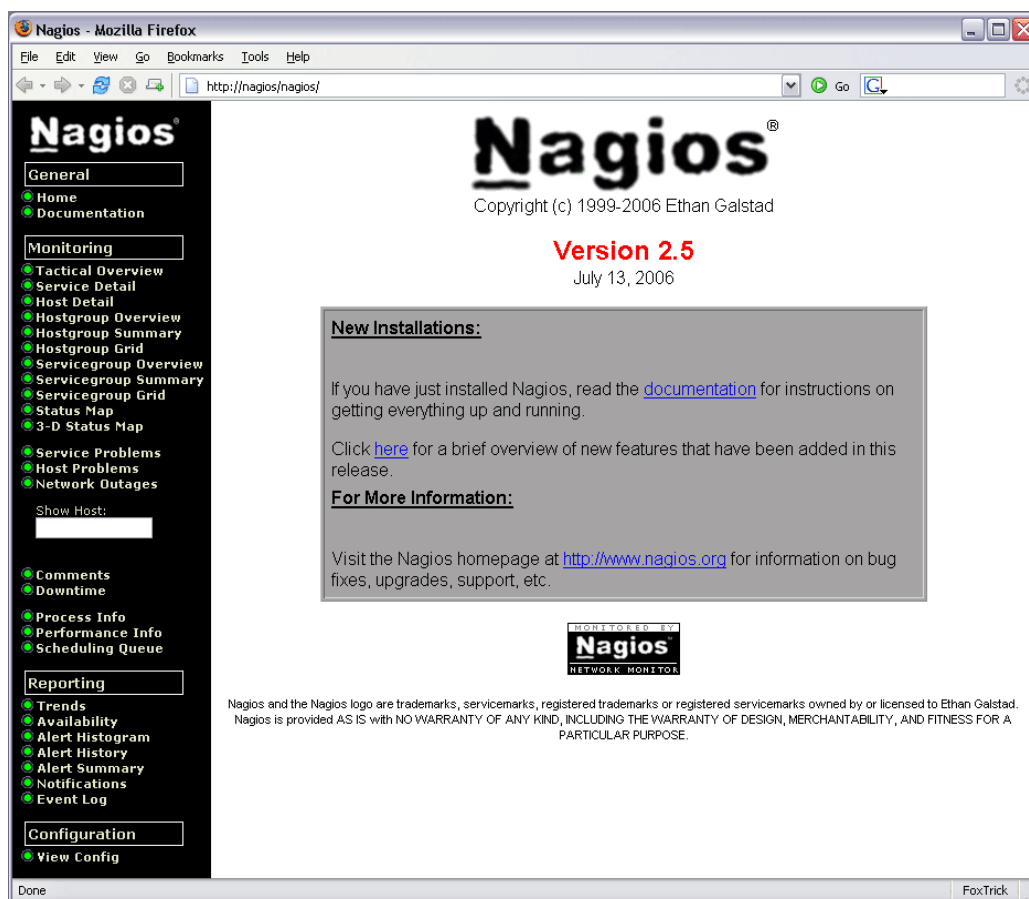 Nagios - Mozilla Firefox
File Edit View Go Bookmarks Tools Help
http://nagios/nagios/ Go G
Nagios®
General
Home
Documentation
Monitoring
Tactical Overview
Service Detail
Host Detail
Hostgroup Overview
Hostgroup Summary
Hostgroup Grid
Servicegroup Overview
Servicegroup Summary
Servicegroup Grid
Status Map
3-D Status Map
Service Problems
Host Problems
Network Outages
Show Host:
Comments
Downtime
Process Info
Performance Info
Scheduling Queue
Reporting
Trends
Availability
Alert Histogram
Alert History
Alert Summary
Notifications
Event Log
Configuration
View Config
Nagios®
Copyright (c) 1999-2006 Ethan Galstad
Version 2.5
July 13, 2006
New Installations:
If you have just installed Nagios, read the documentation for instructions on
getting everything up and running.
Click here for a brief overview of new features that have been added in this
release.
For More Information:
Visit the Nagios homepage at http://www.nagios.org for information on bug
fixes, upgrades, support, etc.
MONITORED BY
Nagios
NETWORK MONITOR
Nagios and the Nagios logo are trademarks, servicemarks, registered trademarks or registered servicemarks owned by or licensed to Ethan Galstad.
Nagios is provided AS IS with NO WARRANTY OF ANY KIND, INCLUDING THE WARRANTY OF DESIGN, MERCHANTABILITY, AND FITNESS FOR A
PARTICULAR PURPOSE.
Done FoxTrick